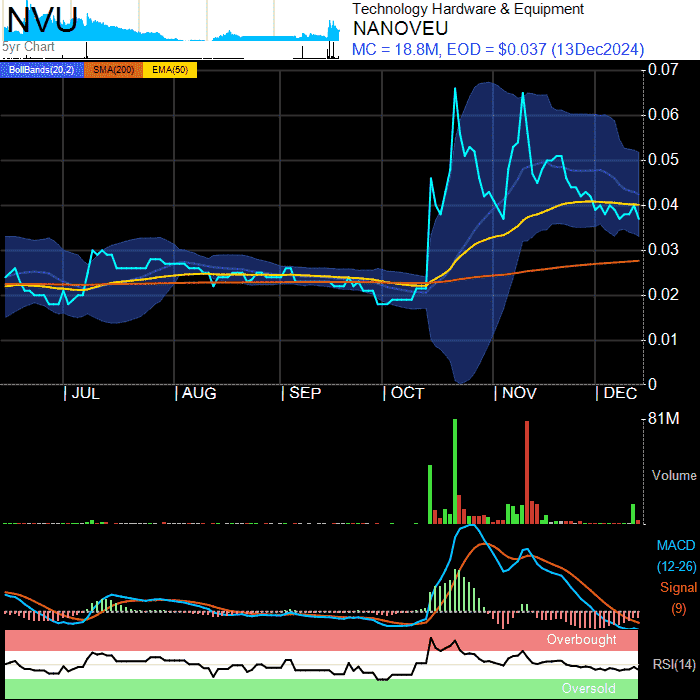 NVU
5yr Chart
Technology Hardware & Equipment
NANOVEU
MC = 18.8M, EOD = $0.037 (13Dec2024)
BollBands(20,2) SMA(200) EMA(50)
0.07
0.06
0.05
0.04
0.03
0.02
0.01
0
JUL AUG SEP OCT NOV DEC
81M
Volume
MACD
(12-26)
Signal
(9)
Overbought
RSI(14)
Oversold